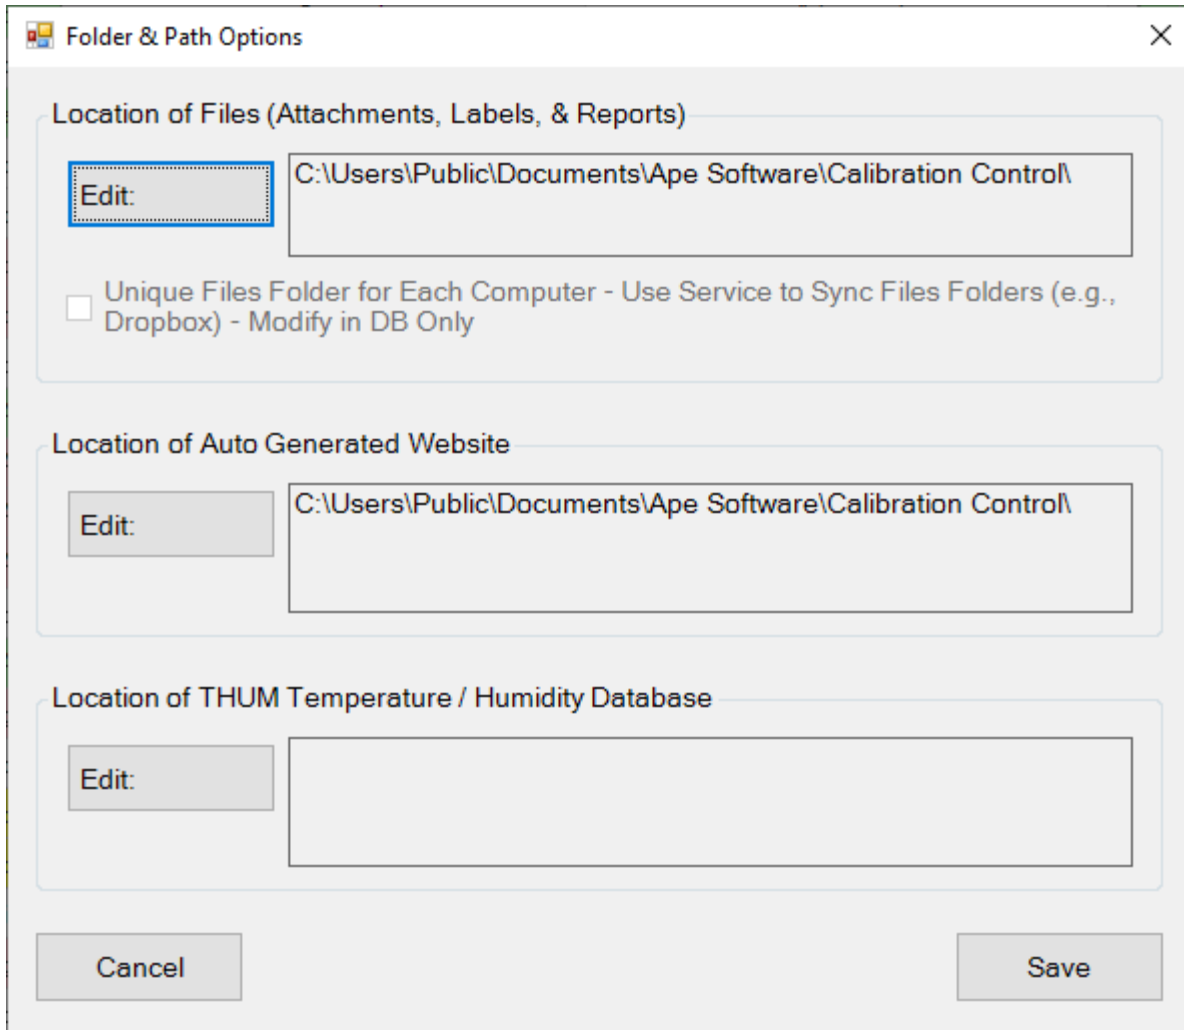 Folder & Path Options
Location of Files (Attachments, Labels, & Reports)
Edit:
C:\Users\Public\Documents\Ape Software\Calibration Control\
Unique Files Folder for Each Computer - Use Service to Sync Files Folders (e.g.,
Dropbox) - Modify in DB Only
Location of Auto Generated Website
Edit:
C:\Users\Public\Documents\Ape Software\Calibration Control\
Location of THUM Temperature / Humidity Database
Edit:
Cancel
Save